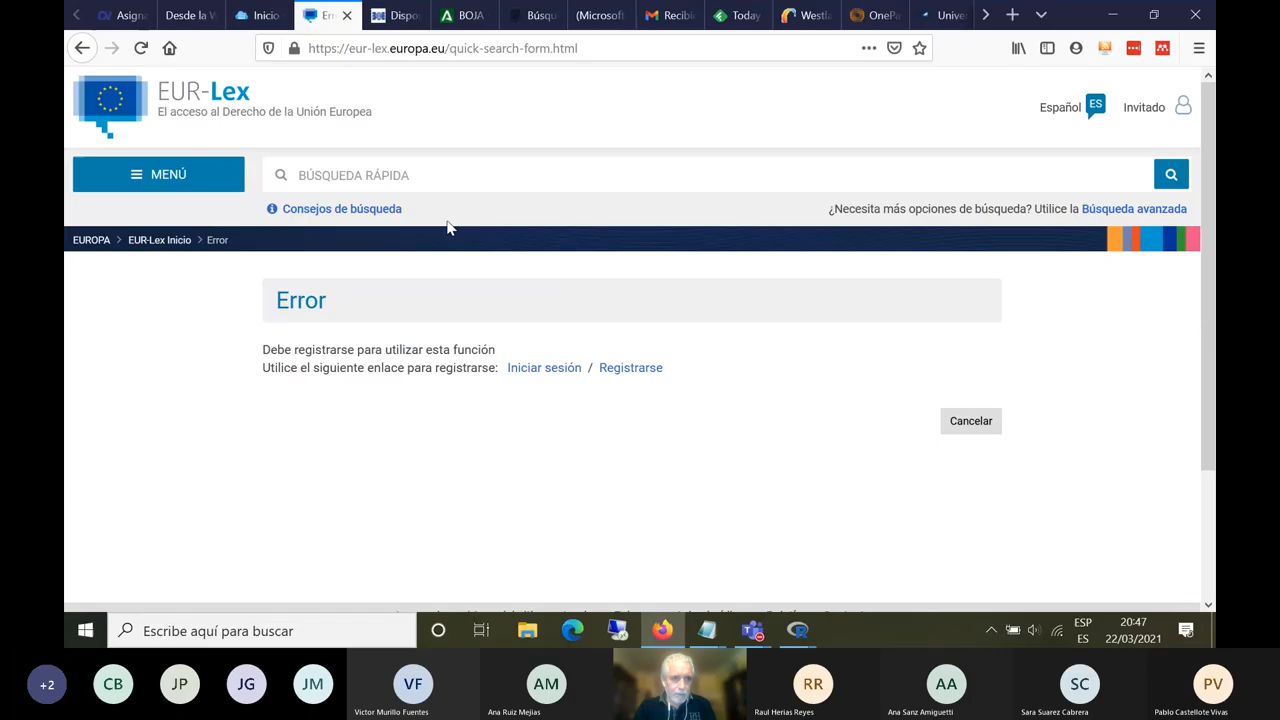 Asigna
Desde la V
Inicio
Er
Dispo
BOJA
Búsqu
(Microsoft
Recibi
Today
Westla
OnePa
Univer
https://eur-lex.europa.eu/quick-search-form.html
EUR-Lex
El acceso al Derecho de la Unión Europea
Español ES Invitado
MENÚ
BÚSQUEDA RÁPIDA
Consejos de búsqueda
¿Necesita más opciones de búsqueda? Utilice la Búsqueda avanzada
EUROPA > EUR-Lex Inicio > Error
Error
Debe registrarse para utilizar esta función
Utilice el siguiente enlace para registrarse: Iniciar sesión / Registrarse
Cancelar
Escribe aquí para buscar
ESP
ES
20:47
22/03/2021
+2
CB
JP
JG
JM
VF
AM
RR
AA
SC
PV
Victor Murillo Fuentes
Ana Ruiz Mejias
Raul Herias Reyes
Ana Sanz Amiguetti
Sara Suarez Cabrera
Pablo Castellote Vivas